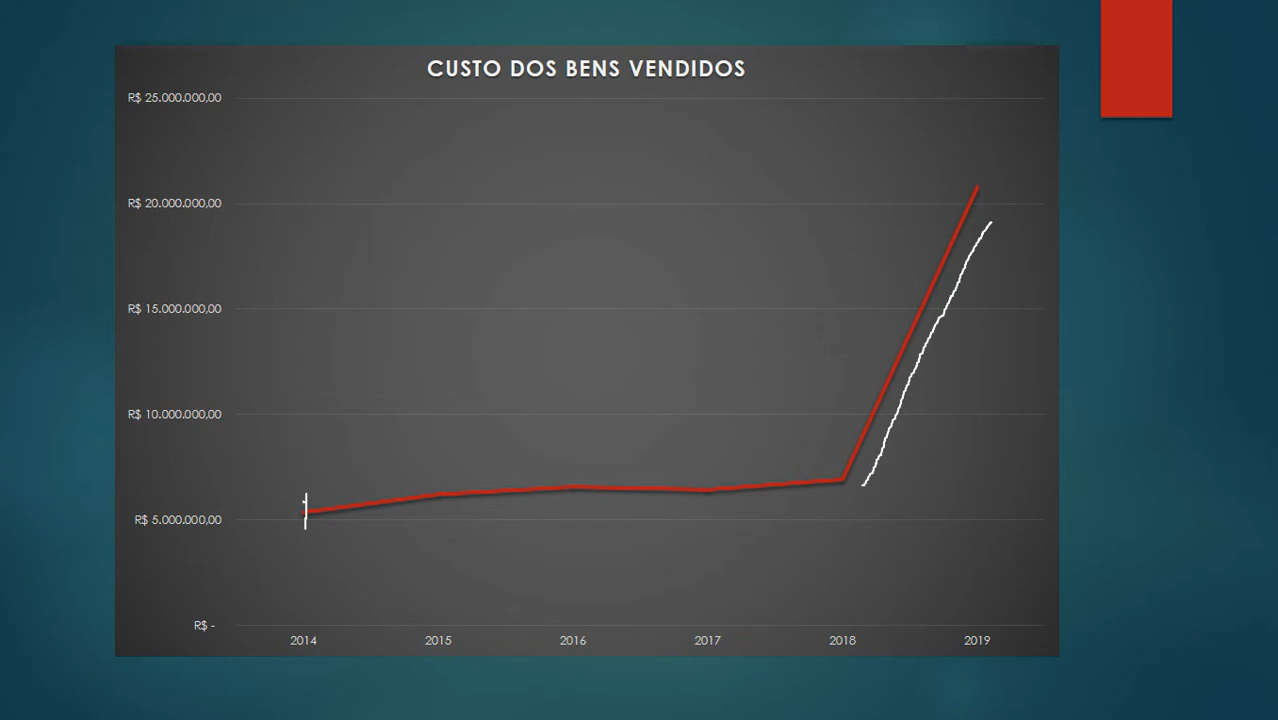 CUSTO DOS BENS VENDIDOS
R$ 25.000.000,00
R$ 20.000.000,00
R$ 15.000.000,00
R$ 10.000.000,00
R$ 5.000.000,00
R$ -
2014 2015 2016 2017 2018 2019